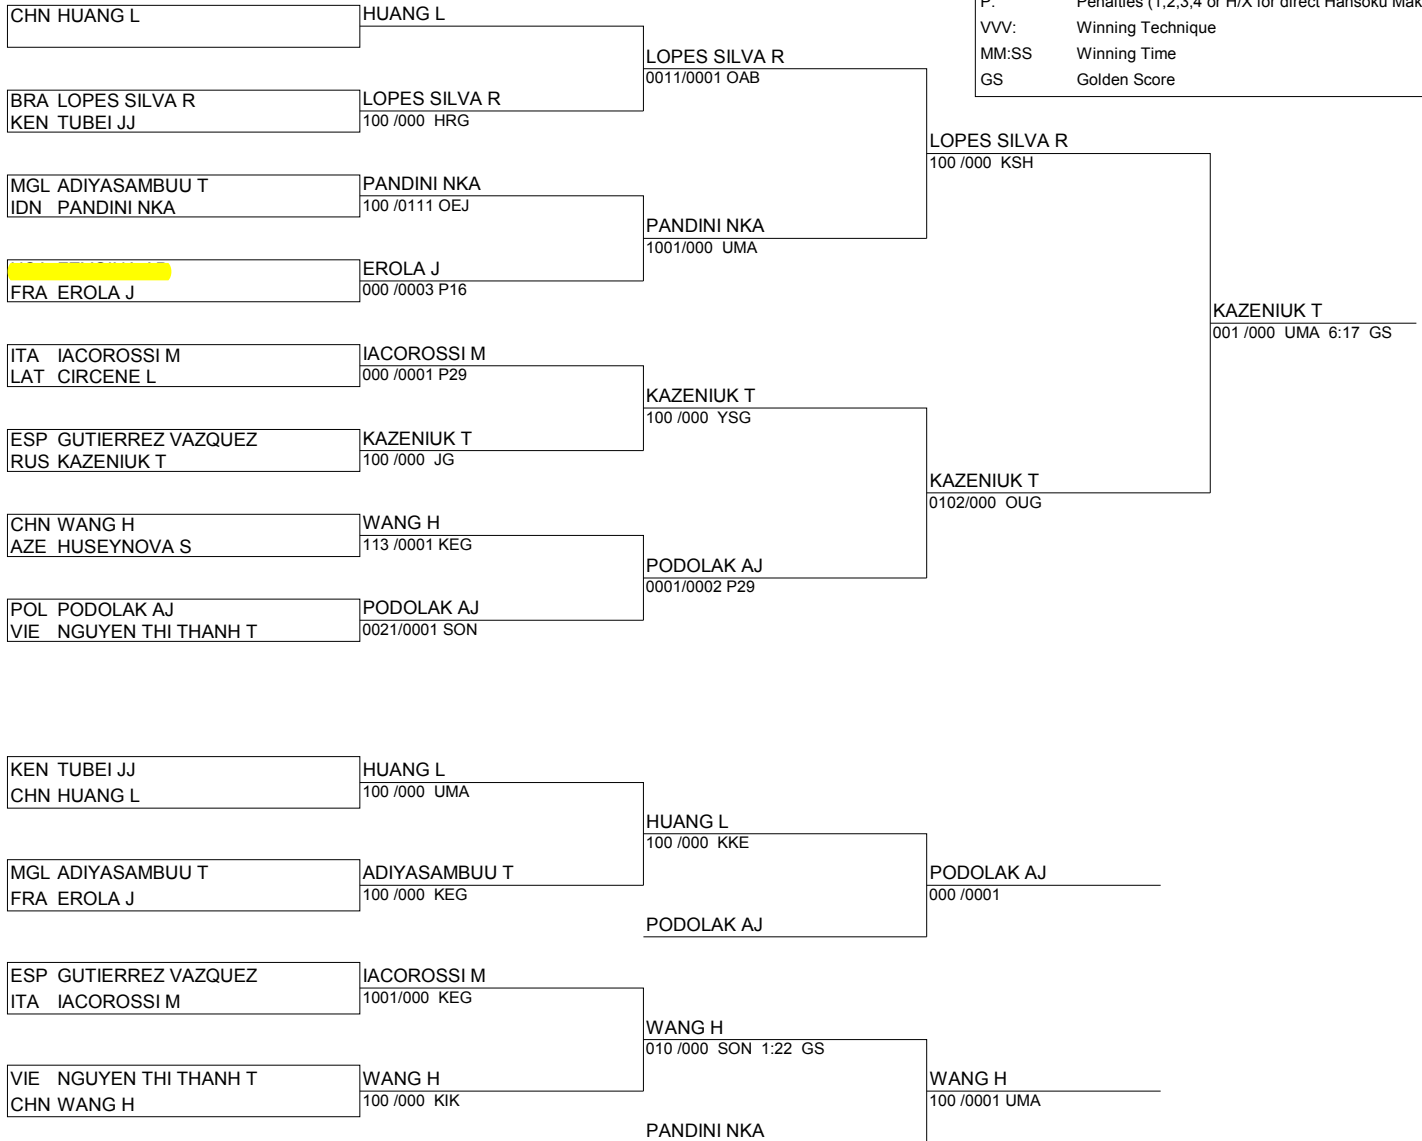 P: Penalties (1,2,3,4 or H/X for direct Hansoku Mak
VVV: Winning Technique
MM:SS Winning Time
GS Golden Score
CHN HUANG L
HUANG L
LOPES SILVA R
0011/0001 OAB
BRA LOPES SILVA R
KEN TUBEI JJ
LOPES SILVA R
100 /000 HRG
LOPES SILVA R
100 /000 KSH
MGL ADIYASAMBUU T
IDN PANDINI NKA
PANDINI NKA
100 /0111 OEJ
PANDINI NKA
1001/000 UMA
FRA EROLA J
EROLA J
000 /0003 P16
KAZENIUK T
001 /000 UMA 6:17 GS
ITA IACOROSSI M
LAT CIRCENE L
IACOROSSI M
000 /0001 P29
KAZENIUK T
100 /000 YSG
ESP GUTIERREZ VAZQUEZ
RUS KAZENIUK T
KAZENIUK T
100 /000 JG
KAZENIUK T
0102/000 OUG
CHN WANG H
AZE HUSEYNOVA S
WANG H
113 /0001 KEG
PODOLAK AJ
0001/0002 P29
POL PODOLAK AJ
VIE NGUYEN THI THANH T
PODOLAK AJ
0021/0001 SON
KEN TUBEI JJ
CHN HUANG L
HUANG L
100 /000 UMA
HUANG L
100 /000 KKE
MGL ADIYASAMBUU T
FRA EROLA J
ADIYASAMBUU T
100 /000 KEG
PODOLAK AJ
000 /0001
PODOLAK AJ
ESP GUTIERREZ VAZQUEZ
ITA IACOROSSI M
IACOROSSI M
1001/000 KEG
WANG H
010 /000 SON 1:22 GS
VIE NGUYEN THI THANH T
CHN WANG H
WANG H
100 /000 KIK
WANG H
100 /0001 UMA
PANDINI NKA